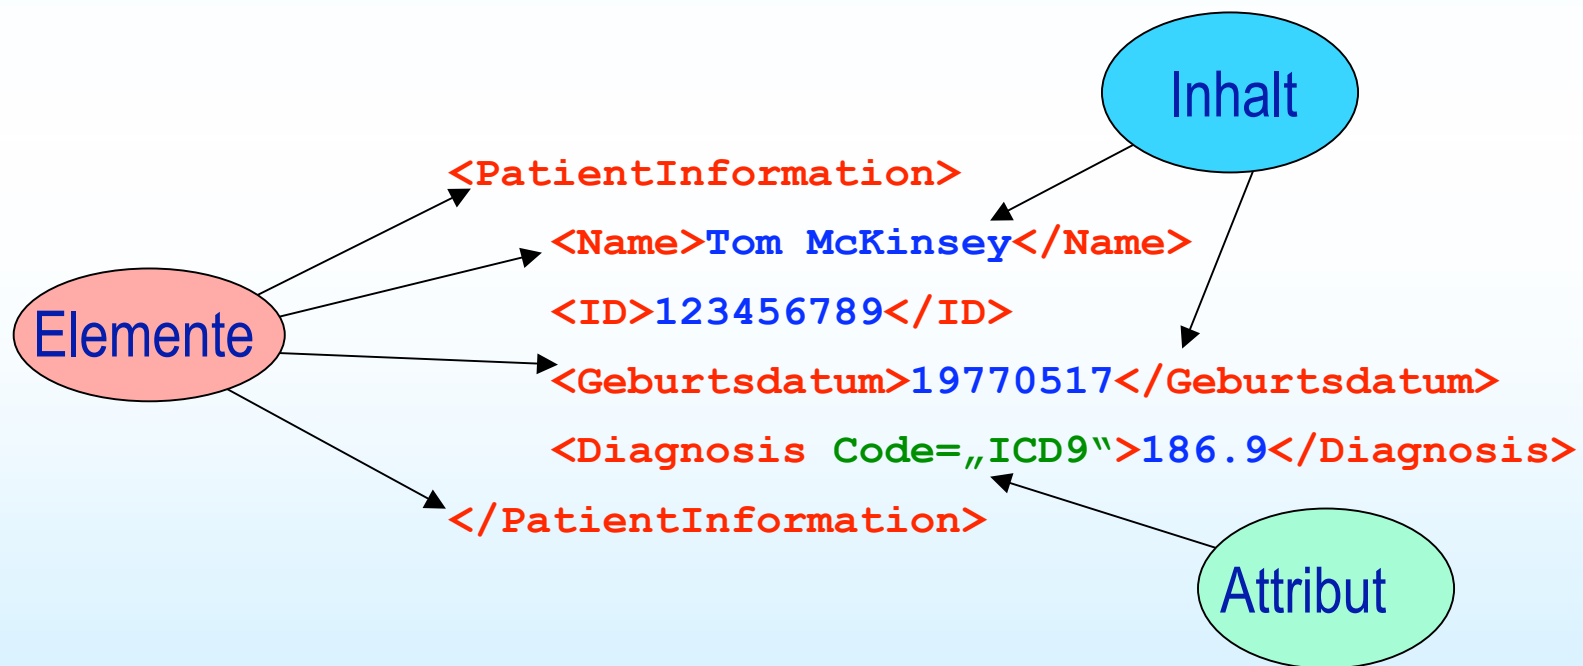 Inhalt
<PatientInformation>
<Name>Tom McKinsey</Name>
<ID>123456789</ID>
Elemente
<Geburtsdatum>19770517</Geburtsdatum>
<Diagnosis Code=„ICD9“>186.9</Diagnosis>
</PatientInformation>
Attribut